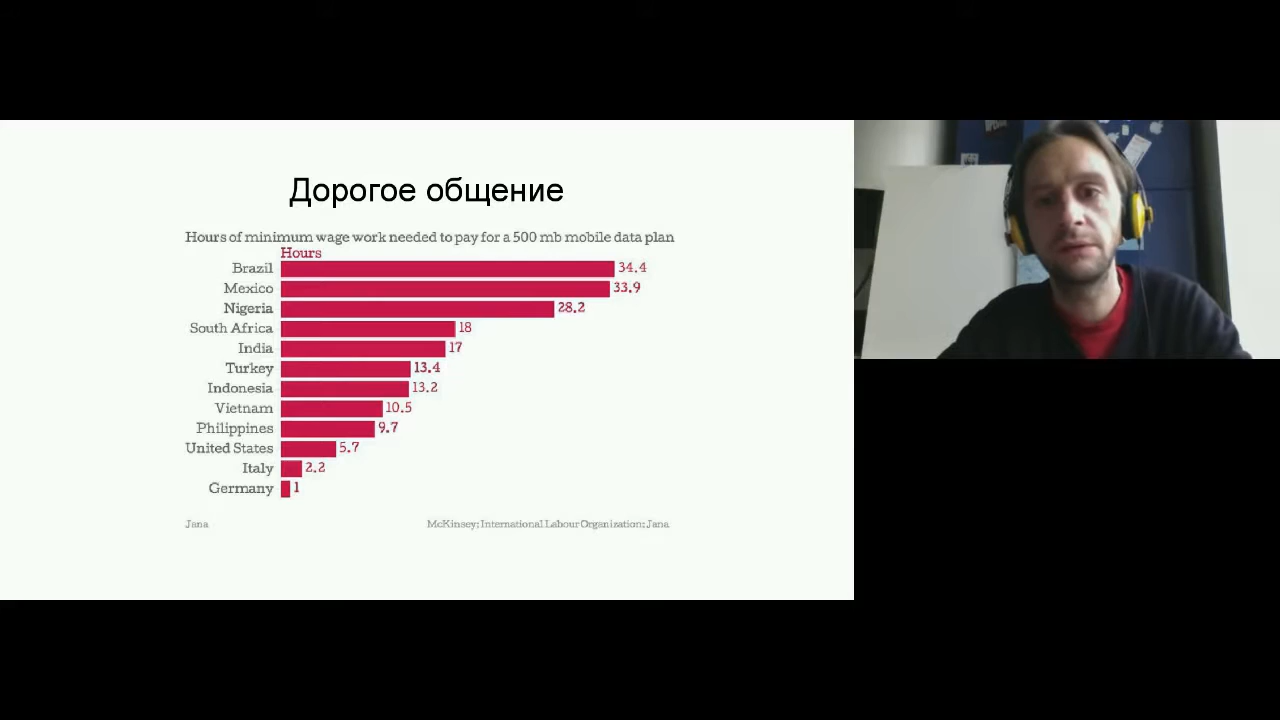 Дорогое общение
Hours of minimum wage work needed to pay for a 500 mb mobile data plan
Hours
Brazil 34.4
Mexico 33.9
Nigeria 28.2
South Africa 18
India 17
Turkey 13.4
Indonesia 13.2
Vietnam 10.5
Philippines 9.7
United States 5.7
Italy 2.2
Germany 1
Jana McKinsey; International Labour Organization; Jana